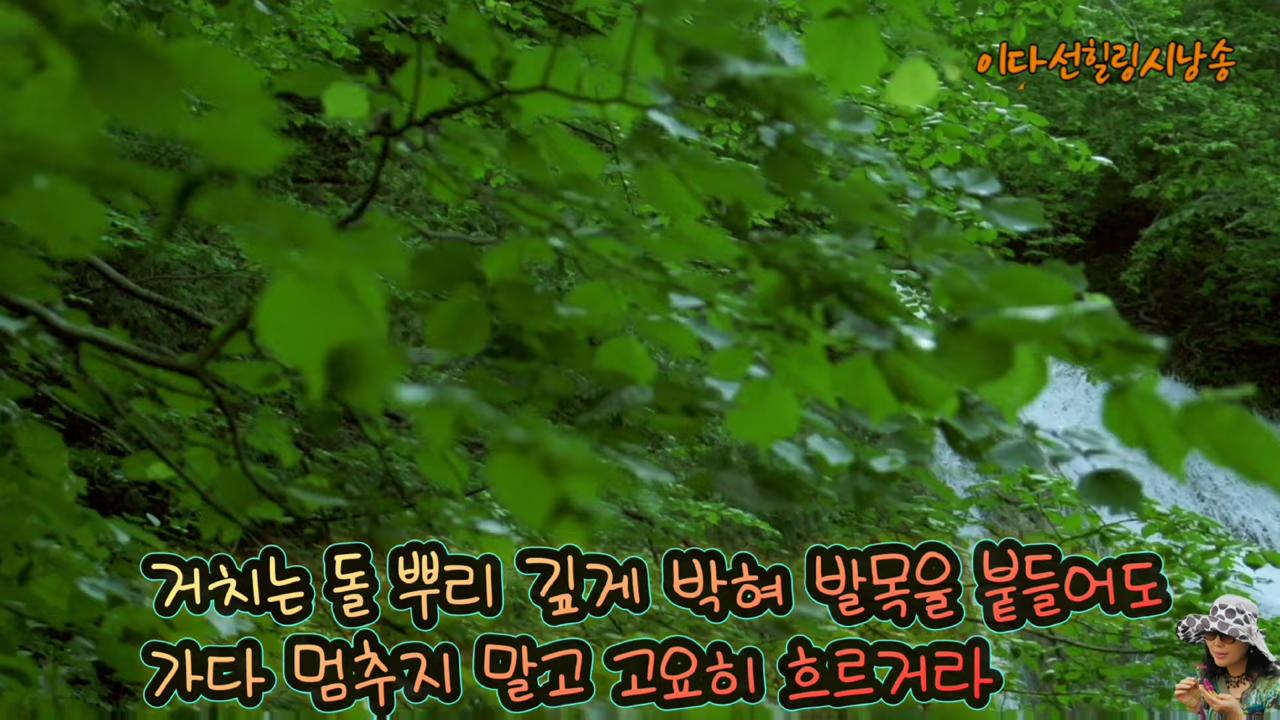 이다선힐링시낭송
거치는 돌 뿌리 깊게 박혀 발목을 붙들어도
가다 멈추지 말고 고요히 흐르거라